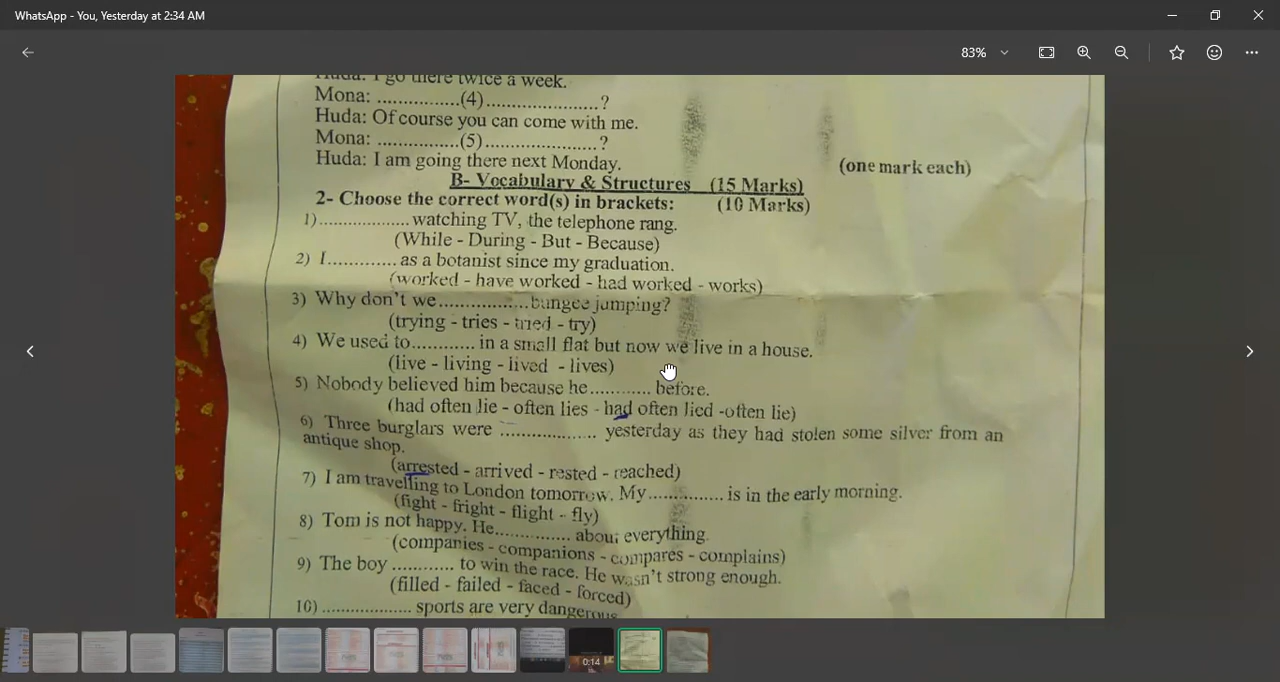 WhatsApp - You, Yesterday at 2:34 AM
83%
Huda: I go there twice a week.
Mona: ...............(4)....................?
Huda: Of course you can come with me.
Mona: ...............(5)....................?
Huda: I am going there next Monday. (one mark each)
B- Vocabulary & Structures (15 Marks)
2- Choose the correct word(s) in brackets: (10 Marks)
1)................. watching TV, the telephone rang.
(While - During - But - Because)
2) I............. as a botanist since my graduation.
(worked - have worked - had worked - works)
3) Why don't we.................bungee jumping?
(trying - tries - tried - try)
4) We used to............ in a small flat but now we live in a house.
(live - living - lived - lives)
5) Nobody believed him because he........... before.
(had often lie - often lies - had often lied -often lie)
6) Three burglars were .................. yesterday as they had stolen some silver from an
antique shop.
(arrested - arrived - rested - reached)
7) I am travelling to London tomorrow. My.............. is in the early morning.
(fight - fright - flight - fly)
8) Tom is not happy. He.............. about everything.
(companies - companions - compares - complains)
9) The boy ............ to win the race. He wasn't strong enough.
(filled - failed - faced - forced)
10) ................. sports are very dangerous
0:14